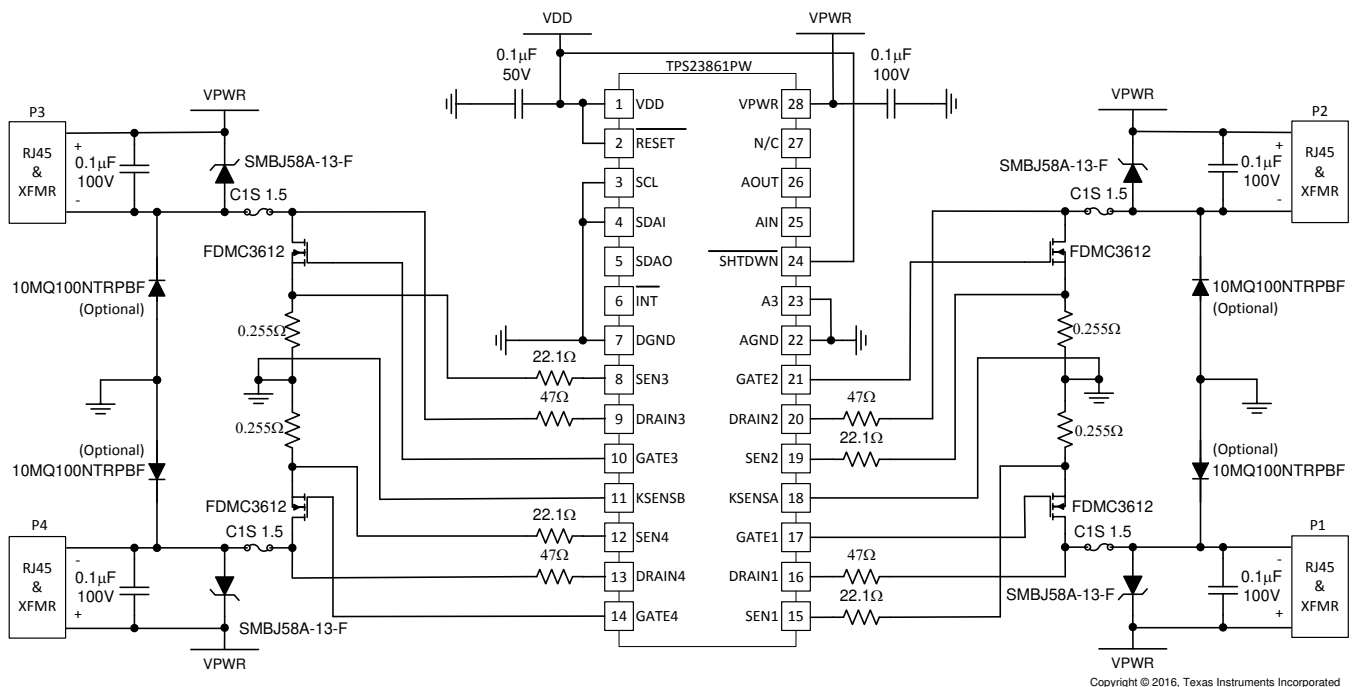 VDD
VPWR
0.1μF
50V
0.1μF
100V
TPS23861PW
1 VDD
2 RESET
3 SCL
4 SDAI
5 SDAO
6 INT
7 DGND
8 SEN3
9 DRAIN3
10 GATE3
11 KSENSB
12 SEN4
13 DRAIN4
14 GATE4
VPWR 28
N/C 27
AOUT 26
AIN 25
SHTDWN 24
A3 23
AGND 22
GATE2 21
DRAIN2 20
SEN2 19
KSENSA 18
GATE1 17
DRAIN1 16
SEN1 15
P3
RJ45
&
XFMR
+
-
0.1μF
100V
VPWR
SMBJ58A-13-F
C1S 1.5
FDMC3612
10MQ100NTRPBF
(Optional)
0.255Ω
22.1Ω
47Ω
0.255Ω
(Optional)
10MQ100NTRPBF
FDMC3612
C1S 1.5
22.1Ω
47Ω
P4
RJ45
&
XFMR
-
+
0.1μF
100V
SMBJ58A-13-F
VPWR
VPWR
P2
RJ45
&
XFMR
+
-
0.1μF
100V
SMBJ58A-13-F
C1S 1.5
FDMC3612
10MQ100NTRPBF
(Optional)
0.255Ω
47Ω
22.1Ω
0.255Ω
(Optional)
10MQ100NTRPBF
FDMC3612
C1S 1.5
47Ω
22.1Ω
P1
RJ45
&
XFMR
-
+
0.1μF
100V
SMBJ58A-13-F
VPWR
Copyright © 2016, Texas Instruments Incorporated